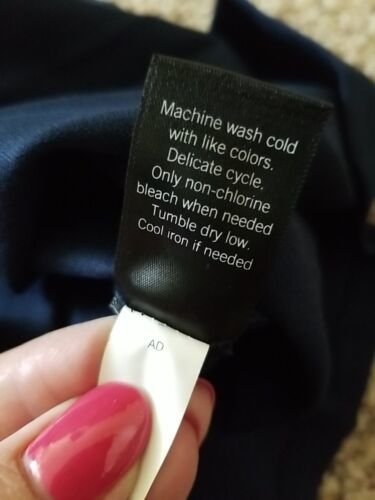 Machine wash cold
with like colors.
Delicate cycle.
Only non-chlorine
bleach when needed
Tumble dry low.
Cool iron if needed
AD